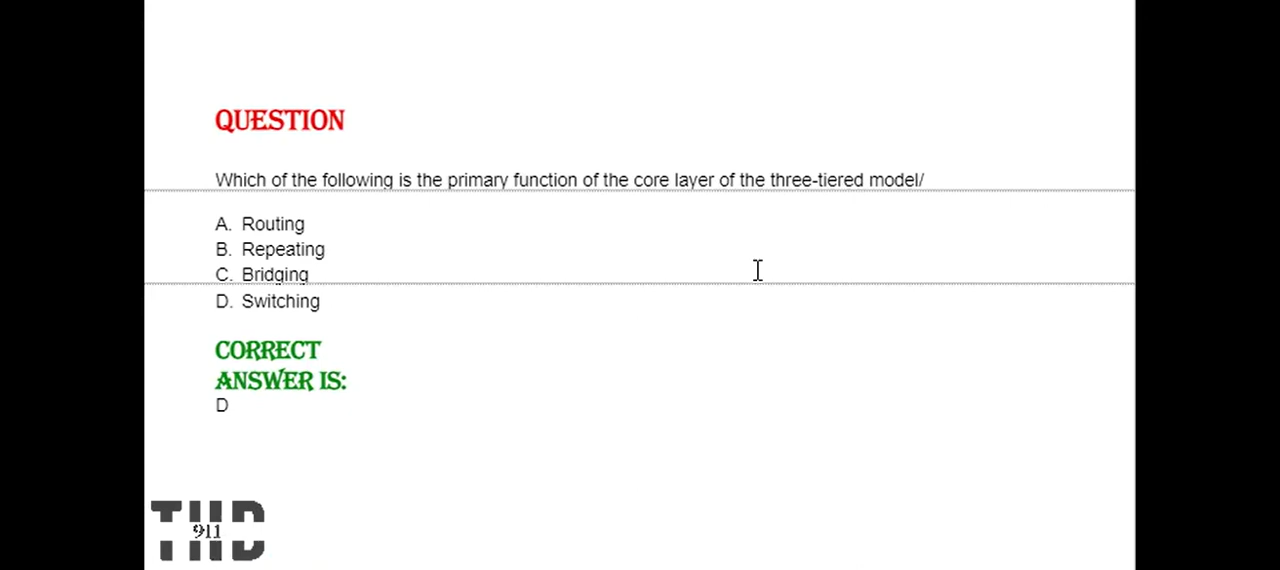 QUESTION
Which of the following is the primary function of the core layer of the three-tiered model/
A. Routing
B. Repeating
C. Bridging
D. Switching
CORRECT
ANSWER IS:
D
THD
911